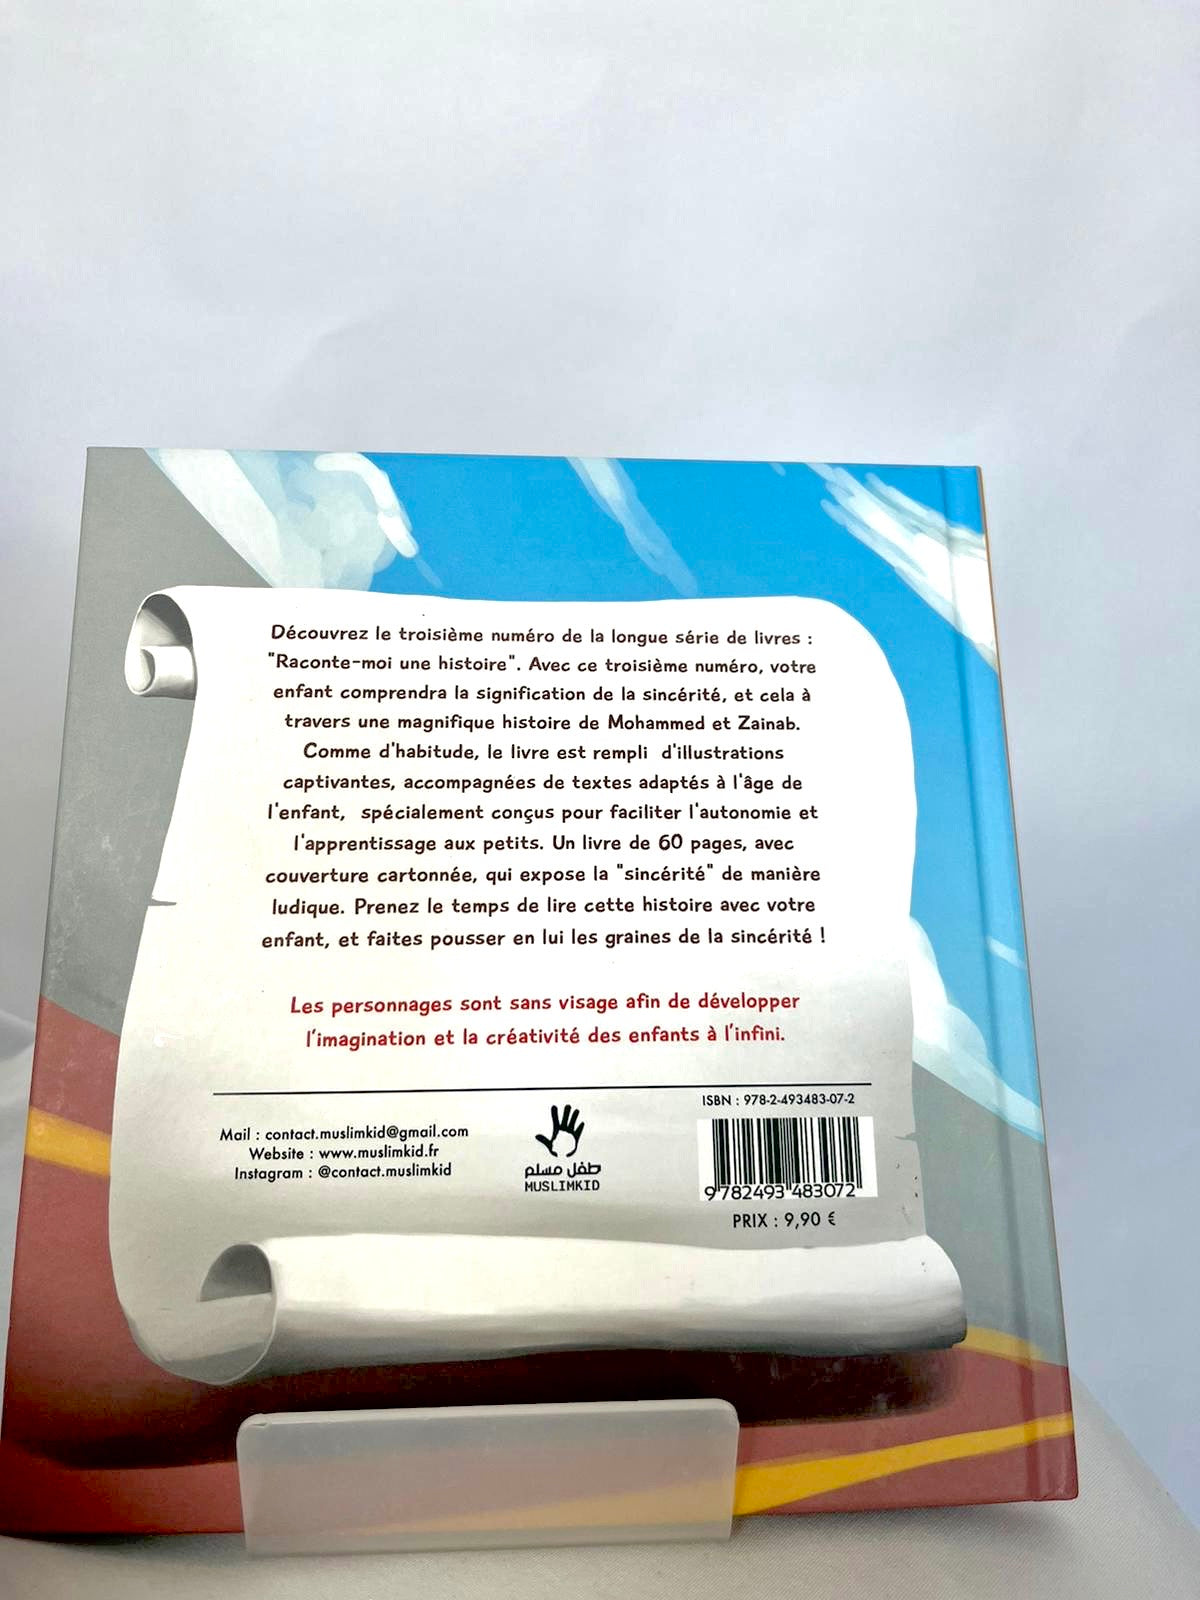 Découvrez le troisième numéro de la longue série de livres :
"Raconte-moi une histoire". Avec ce troisième numéro, votre
enfant comprendra la signification de la sincérité, et cela à
travers une magnifique histoire de Mohammed et Zainab.
Comme d'habitude, le livre est rempli d'illustrations
captivantes, accompagnées de textes adaptés à l'âge de
l'enfant, spécialement conçus pour faciliter l'autonomie et
l'apprentissage aux petits. Un livre de 60 pages, avec
couverture cartonnée, qui expose la "sincérité" de manière
ludique. Prenez le temps de lire cette histoire avec votre
enfant, et faites pousser en lui les graines de la sincérité !
Les personnages sont sans visage afin de développer
l'imagination et la créativité des enfants à l'infini.
Mail : contact.muslimkid@gmail.com
Website : www.muslimkid.fr
Instagram : @contact.muslimkid
طفل مسلم
MUSLIMKID
ISBN : 978-2-493483-07-2
9 782493 483072
PRIX : 9,90 €